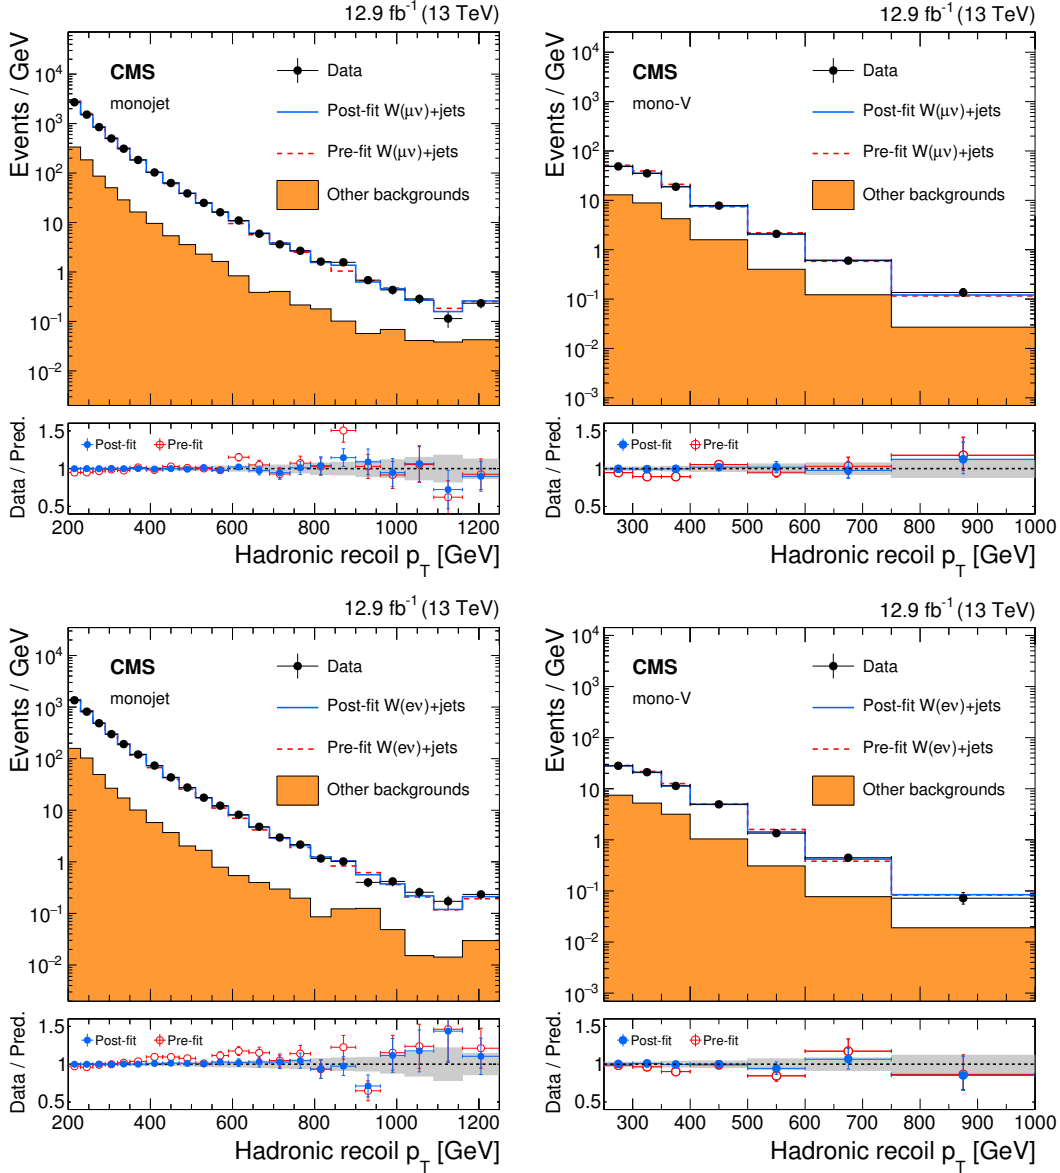 12.9 fb⁻¹ (13 TeV)
Events / GeV
10⁴
10³
10²
10
1
10⁻¹
10⁻²
CMS
monojet
Data
Post-fit W(μν)+jets
Pre-fit W(μν)+jets
Other backgrounds
Data / Pred.
1.5
1
0.5
Post-fit
Pre-fit
200 400 600 800 1000 1200
Hadronic recoil p_T [GeV]
12.9 fb⁻¹ (13 TeV)
Events / GeV
10⁴
10³
10²
10
1
10⁻¹
10⁻²
10⁻³
CMS
mono-V
Data
Post-fit W(μν)+jets
Pre-fit W(μν)+jets
Other backgrounds
Data / Pred.
1.5
1
0.5
Post-fit
Pre-fit
300 400 500 600 700 800 900 1000
Hadronic recoil p_T [GeV]
12.9 fb⁻¹ (13 TeV)
Events / GeV
10⁴
10³
10²
10
1
10⁻¹
10⁻²
CMS
monojet
Data
Post-fit W(eν)+jets
Pre-fit W(eν)+jets
Other backgrounds
Data / Pred.
1.5
1
0.5
Post-fit
Pre-fit
200 400 600 800 1000 1200
Hadronic recoil p_T [GeV]
12.9 fb⁻¹ (13 TeV)
Events / GeV
10⁴
10³
10²
10
1
10⁻¹
10⁻²
10⁻³
CMS
mono-V
Data
Post-fit W(eν)+jets
Pre-fit W(eν)+jets
Other backgrounds
Data / Pred.
1.5
1
0.5
Post-fit
Pre-fit
300 400 500 600 700 800 900 1000
Hadronic recoil p_T [GeV]